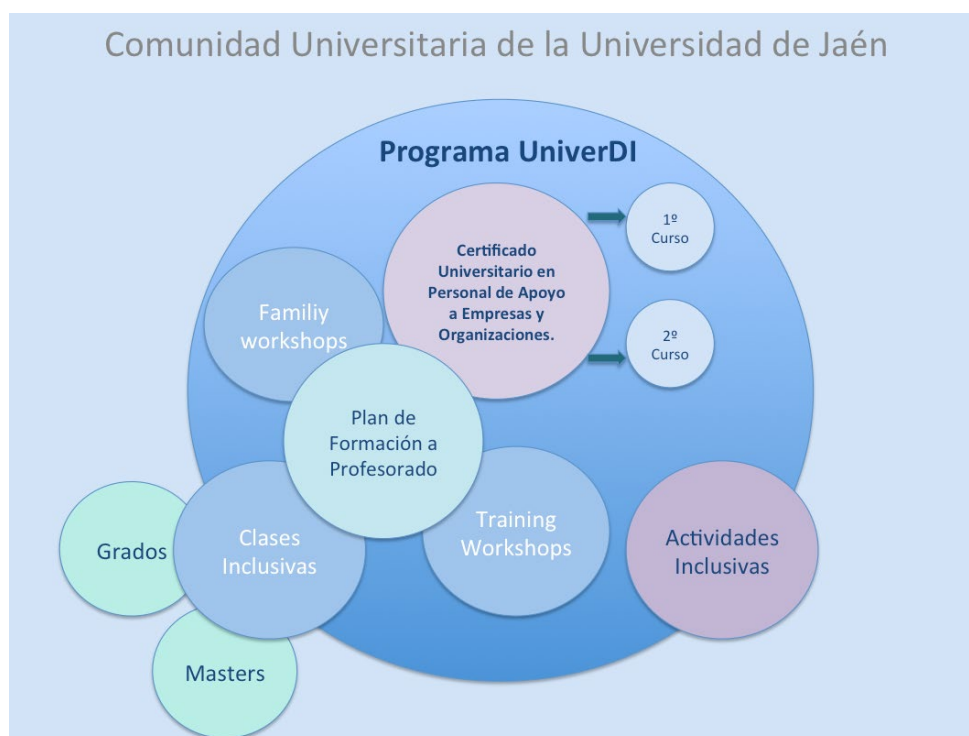 Comunidad Universitaria de la Universidad de Jaén
Programa UniverDI
Certificado
Universitario en
Personal de Apoyo
a Empresas y
Organizaciones.
1º
Curso
2º
Curso
Familiy
workshops
Plan de
Formación a
Profesorado
Grados
Clases
Inclusivas
Training
Workshops
Actividades
Inclusivas
Masters